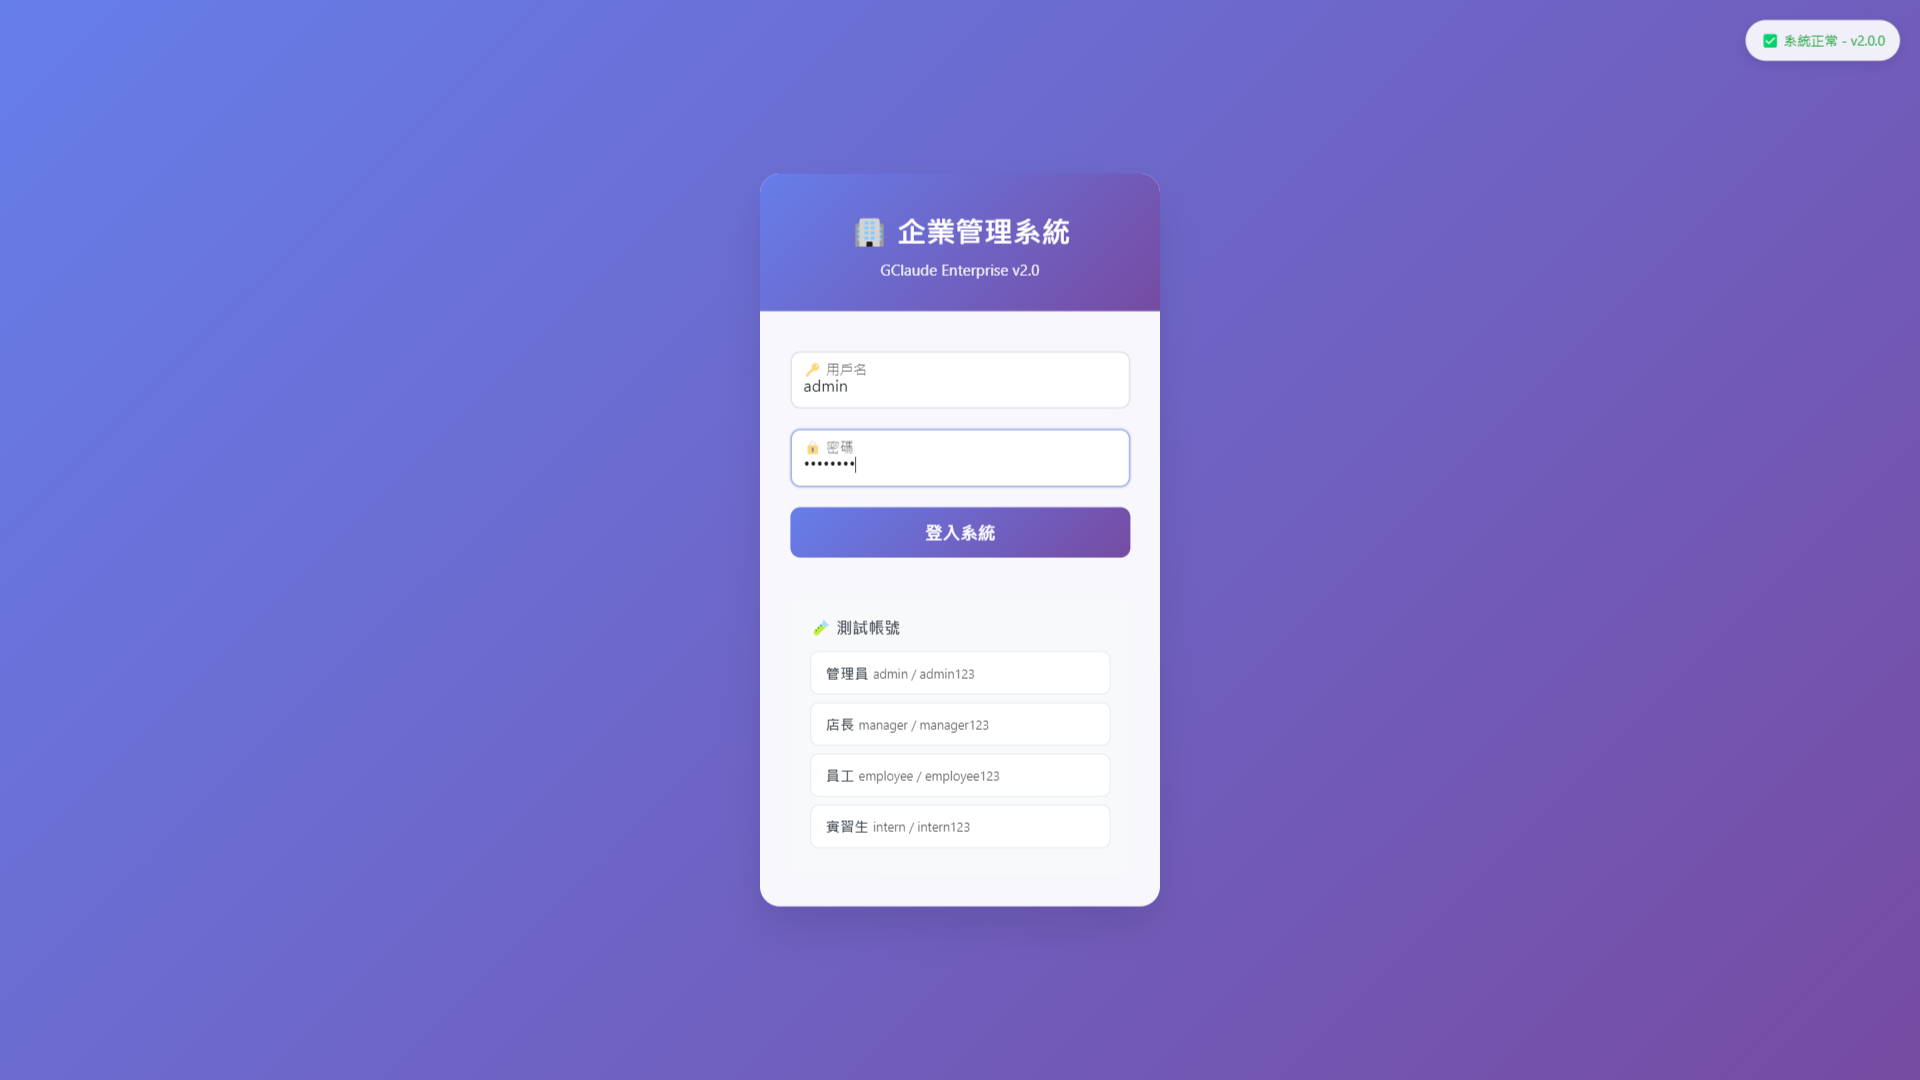 系統正常 - v2.0.0
企業管理系統
GClaude Enterprise v2.0
用戶名
admin
密碼
••••••••
登入系統
測試帳號
管理員 admin / admin123
店長 manager / manager123
員工 employee / employee123
實習生 intern / intern123